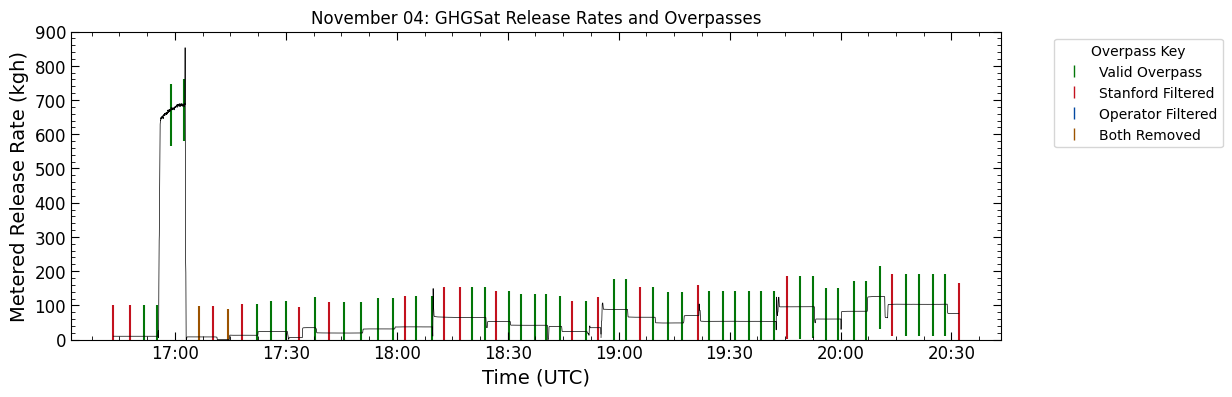 November 04: GHGSat Release Rates and Overpasses
Metered Release Rate (kgh)
900
800
700
600
500
400
300
200
100
0
17:00 17:30 18:00 18:30 19:00 19:30 20:00 20:30
Time (UTC)
Overpass Key
Valid Overpass
Stanford Filtered
Operator Filtered
Both Removed